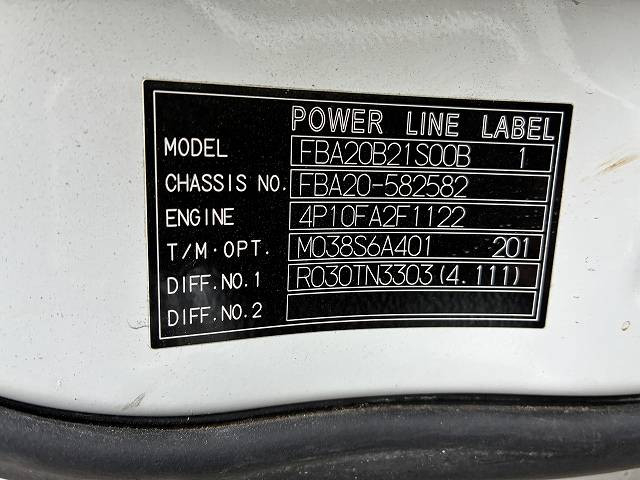 POWER LINE LABEL
MODEL FBA20B21S00B 1
CHASSIS NO. FBA20-582582
ENGINE 4P10FA2F1122
T/M·OPT. M038S6A401 201
DIFF.NO.1 R030TN3303(4.111)
DIFF.NO.2